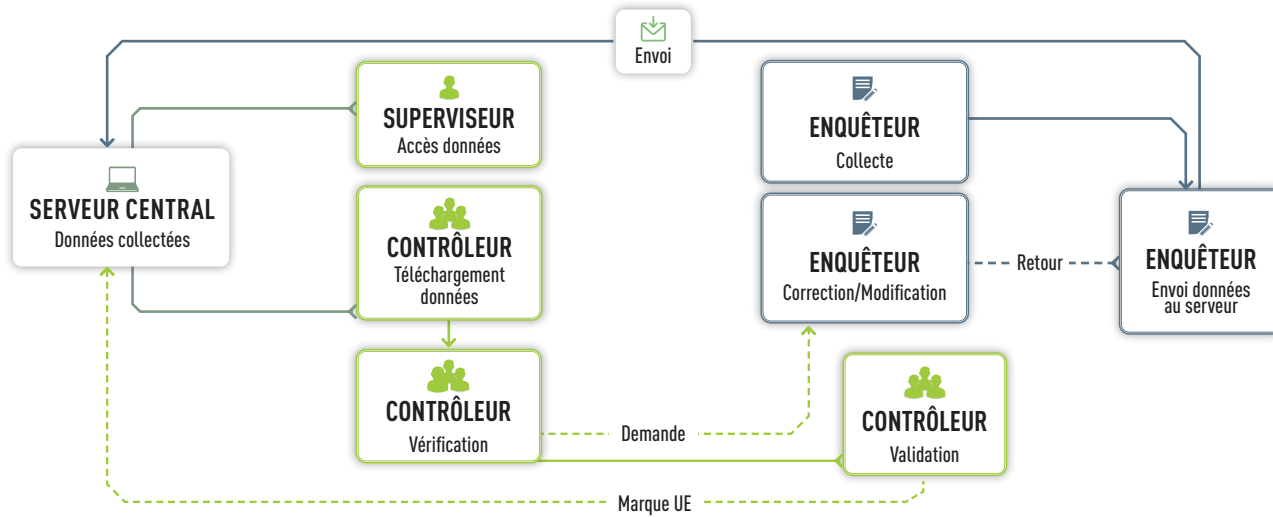 Envoi
SUPERVISEUR
Accès données
ENQUÊTEUR
Collecte
SERVEUR CENTRAL
Données collectées
CONTRÔLEUR
Téléchargement
données
ENQUÊTEUR
Correction/Modification
Retour
ENQUÊTEUR
Envoi données
au serveur
CONTRÔLEUR
Vérification
Demande
CONTRÔLEUR
Validation
Marque UE